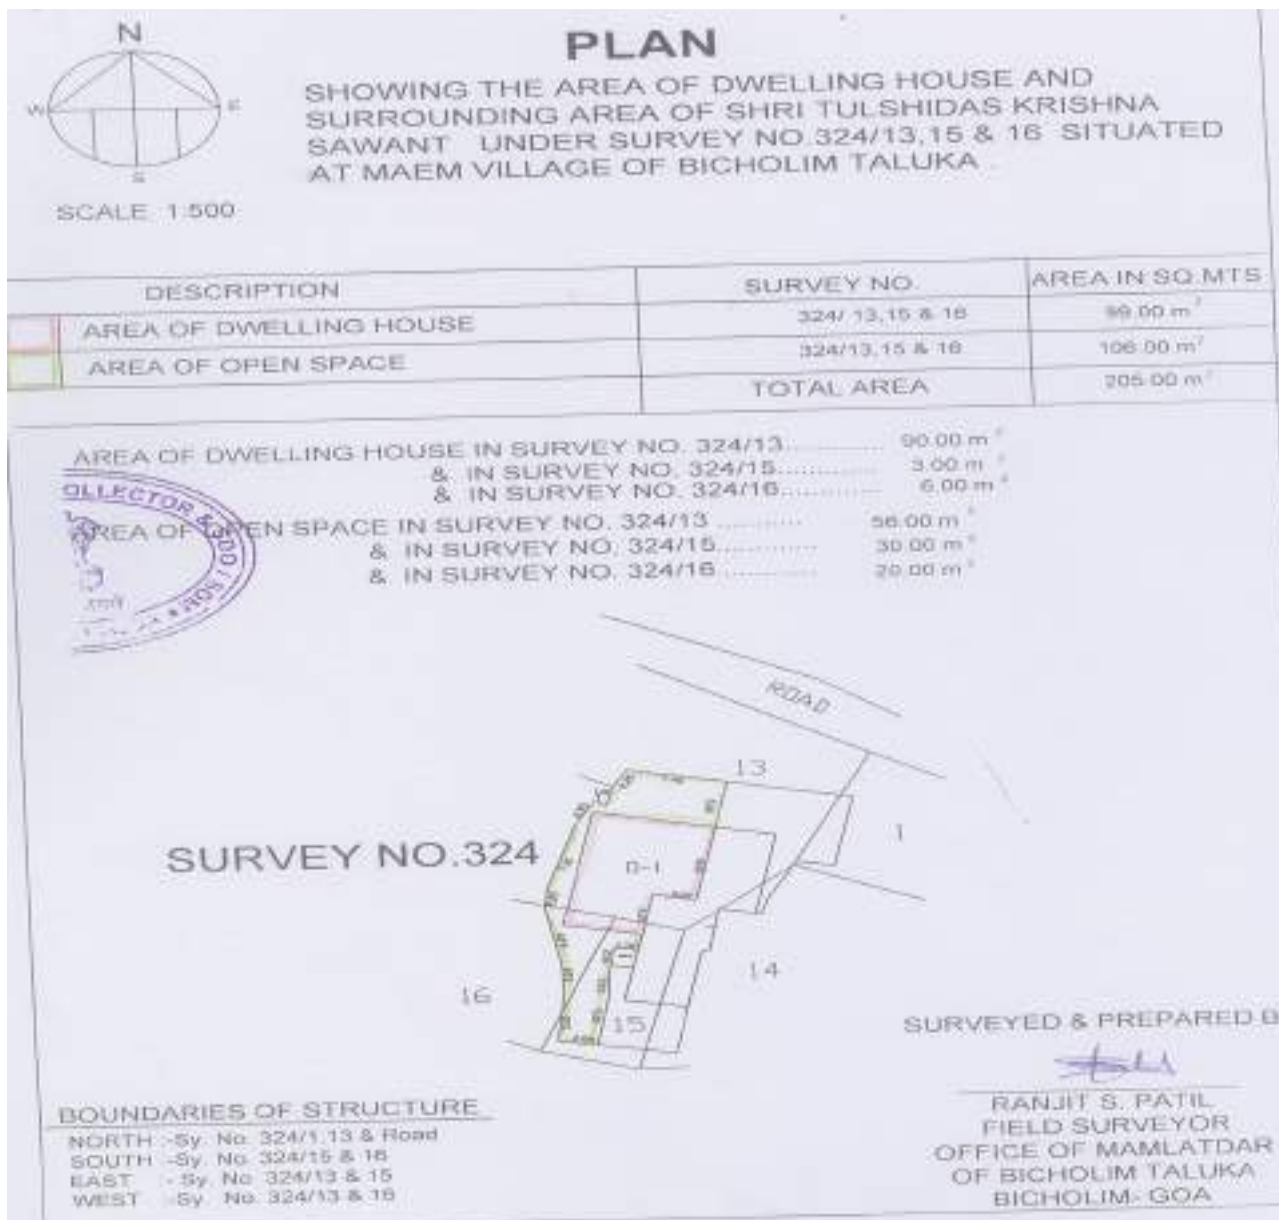 N
W E
S
SCALE 1:500
PLAN
SHOWING THE AREA OF DWELLING HOUSE AND
SURROUNDING AREA OF SHRI TULSHIDAS KRISHNA
SAWANT UNDER SURVEY NO.324/13,15 & 16 SITUATED
AT MAEM VILLAGE OF BICHOLIM TALUKA .
DESCRIPTION SURVEY NO. AREA IN SQ.MTS
AREA OF DWELLING HOUSE 324/ 13,15 & 16 99.00 m²
AREA OF OPEN SPACE 324/13,15 & 16 106.00 m²
TOTAL AREA 205.00 m²
AREA OF DWELLING HOUSE IN SURVEY NO. 324/13............ 90.00 m²
& IN SURVEY NO. 324/15............. 3.00 m²
& IN SURVEY NO. 324/16............. 6.00 m²
OLLECTOR &
AREA OF OPEN SPACE IN SURVEY NO. 324/13 ........... 56.00 m²
& IN SURVEY NO. 324/15............. 30.00 m²
& IN SURVEY NO. 324/16............. 20.00 m²
ROAD
13
1
SURVEY NO.324
D-1
14
16
15
SURVEYED & PREPARED B
RANJIT S. PATIL
FIELD SURVEYOR
OFFICE OF MAMLATDAR
OF BICHOLIM TALUKA
BICHOLIM- GOA
BOUNDARIES OF STRUCTURE
NORTH :-Sy. No. 324/1,13 & Road
SOUTH :-Sy. No. 324/15 & 16
EAST :- Sy. No. 324/13 & 15
WEST :-Sy. No. 324/13 & 16